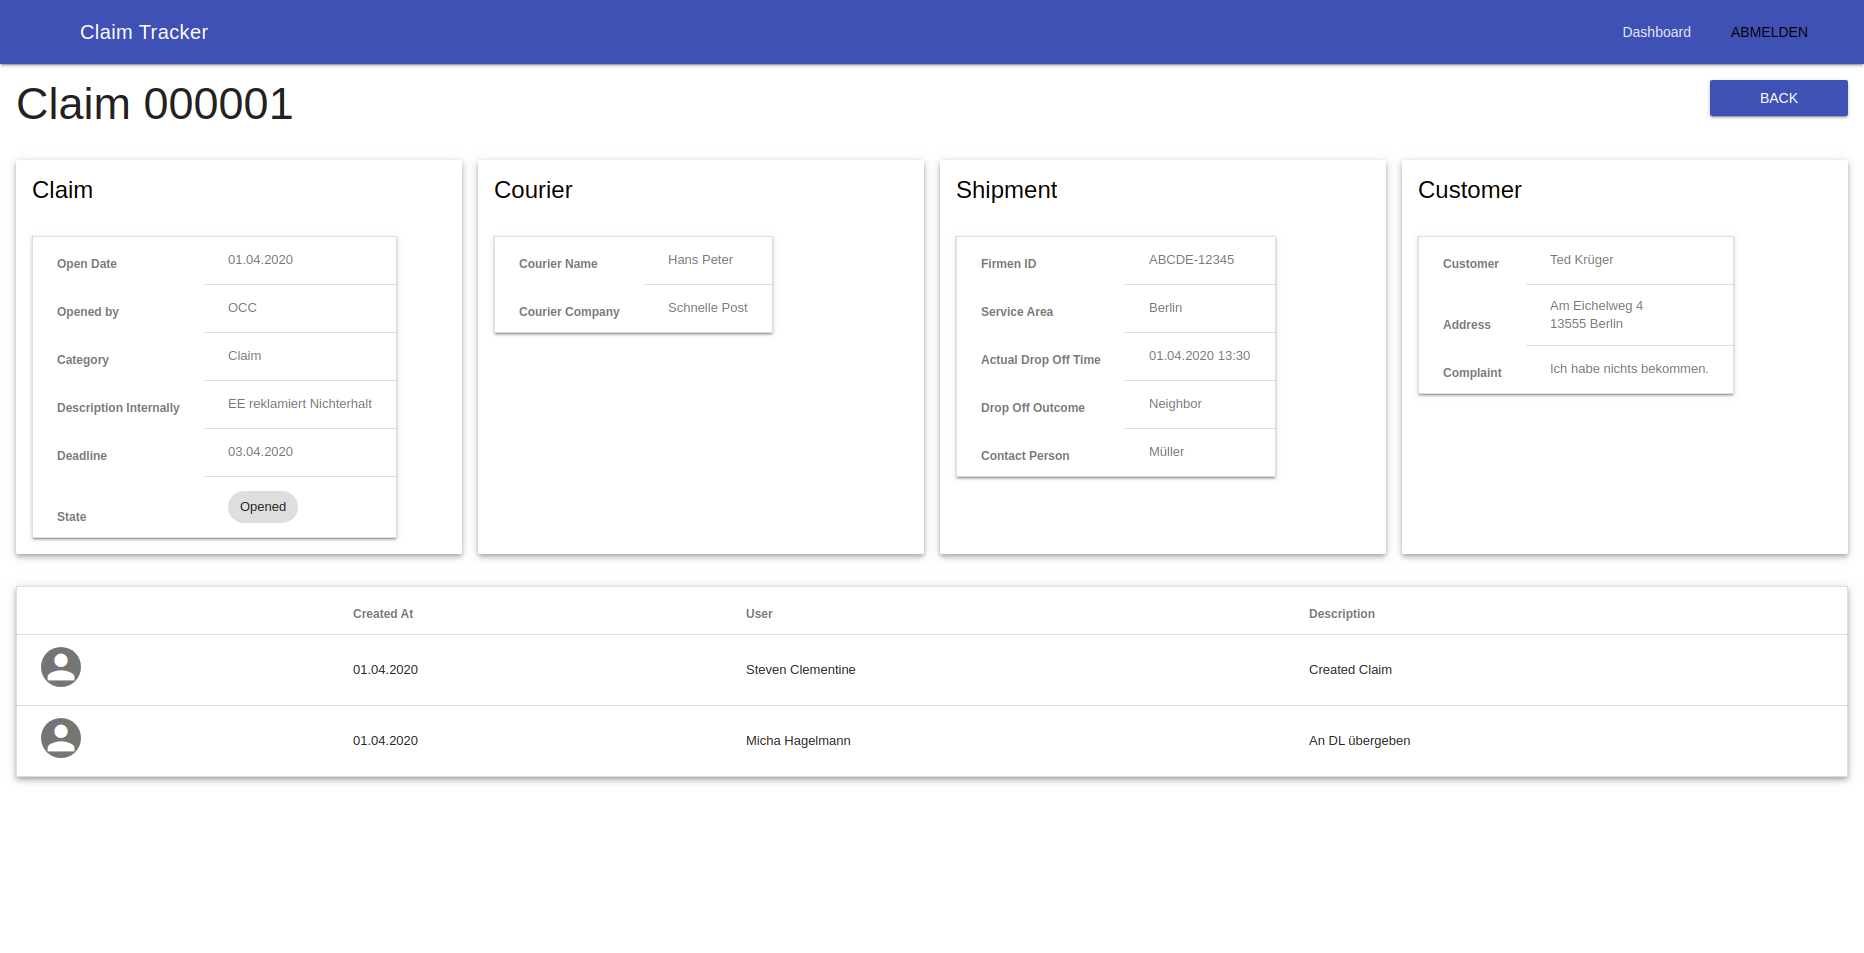 Claim Tracker
Dashboard
ABMELDEN
Claim 000001
BACK
Claim
Open Date 01.04.2020
Opened by OCC
Category Claim
Description Internally EE reklamiert Nichterhalt
Deadline 03.04.2020
State Opened
Courier
Courier Name Hans Peter
Courier Company Schnelle Post
Shipment
Firmen ID ABCDE-12345
Service Area Berlin
Actual Drop Off Time 01.04.2020 13:30
Drop Off Outcome Neighbor
Contact Person Müller
Customer
Customer Ted Krüger
Address Am Eichelweg 4
13555 Berlin
Complaint Ich habe nichts bekommen.
Created At User Description
01.04.2020 Steven Clementine Created Claim
01.04.2020 Micha Hagelmann An DL übergeben